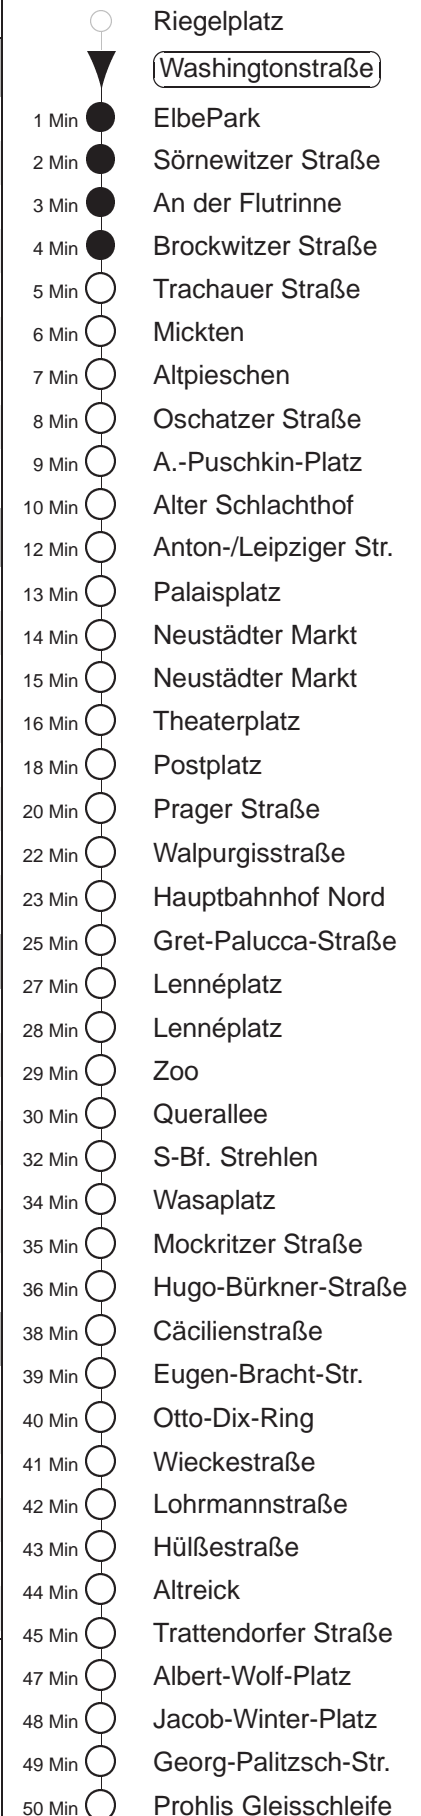 Riegelplatz
Washingtonstraße
1 Min ElbePark
2 Min Sörnewitzer Straße
3 Min An der Flutrinne
4 Min Brockwitzer Straße
5 Min Trachauer Straße
6 Min Mickten
7 Min Altpieschen
8 Min Oschatzer Straße
9 Min A.-Puschkin-Platz
10 Min Alter Schlachthof
12 Min Anton-/Leipziger Str.
13 Min Palaisplatz
14 Min Neustädter Markt
15 Min Neustädter Markt
16 Min Theaterplatz
18 Min Postplatz
20 Min Prager Straße
22 Min Walpurgisstraße
23 Min Hauptbahnhof Nord
25 Min Gret-Palucca-Straße
27 Min Lennéplatz
28 Min Lennéplatz
29 Min Zoo
30 Min Querallee
32 Min S-Bf. Strehlen
34 Min Wasaplatz
35 Min Mockritzer Straße
36 Min Hugo-Bürkner-Straße
38 Min Cäcilienstraße
39 Min Eugen-Bracht-Str.
40 Min Otto-Dix-Ring
41 Min Wieckestraße
42 Min Lohrmannstraße
43 Min Hülßestraße
44 Min Altreick
45 Min Trattendorfer Straße
47 Min Albert-Wolf-Platz
48 Min Jacob-Winter-Platz
49 Min Georg-Palitzsch-Str.
50 Min Prohlis Gleisschleife